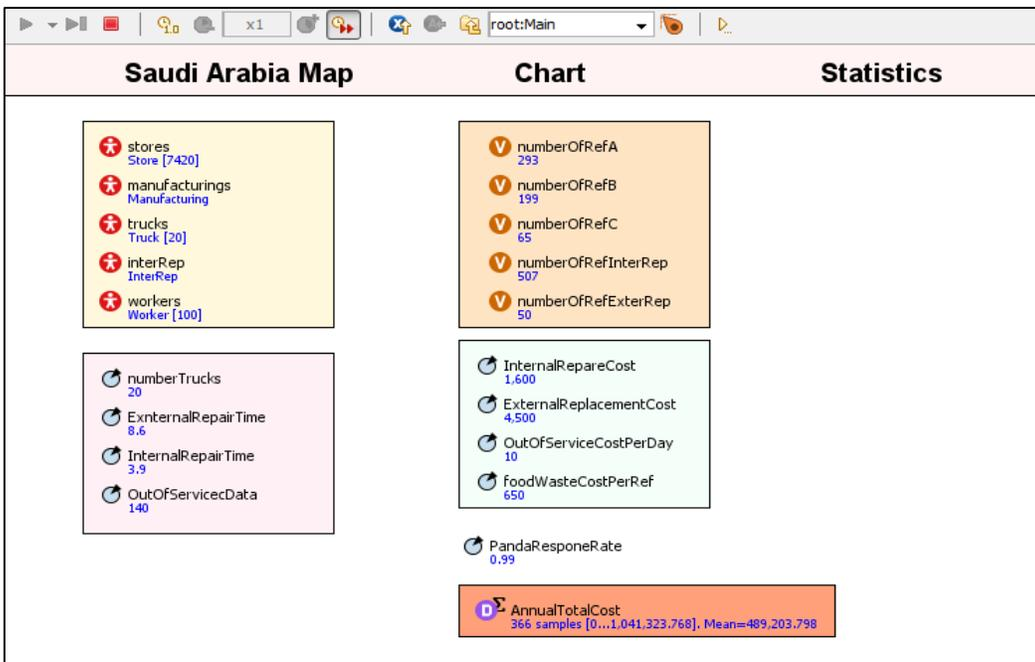 x1
root:Main
Saudi Arabia Map
Chart
Statistics
stores
Store [7420]
manufacturings
Manufacturing
trucks
Truck [20]
interRep
InterRep
workers
Worker [100]
numberTrucks
20
ExnternalRepairTime
8.6
InternalRepairTime
3.9
OutOfServicecData
140
V numberOfRefA
293
V numberOfRefB
199
V numberOfRefC
65
V numberOfRefInterRep
507
V numberOfRefExterRep
50
InternalRepareCost
1,600
ExternalReplacementCost
4,500
OutOfServiceCostPerDay
10
foodWasteCostPerRef
650
PandaResponeRate
0.99
D Σ AnnualTotalCost
366 samples [0...1,041,323.768]. Mean=489,203.798